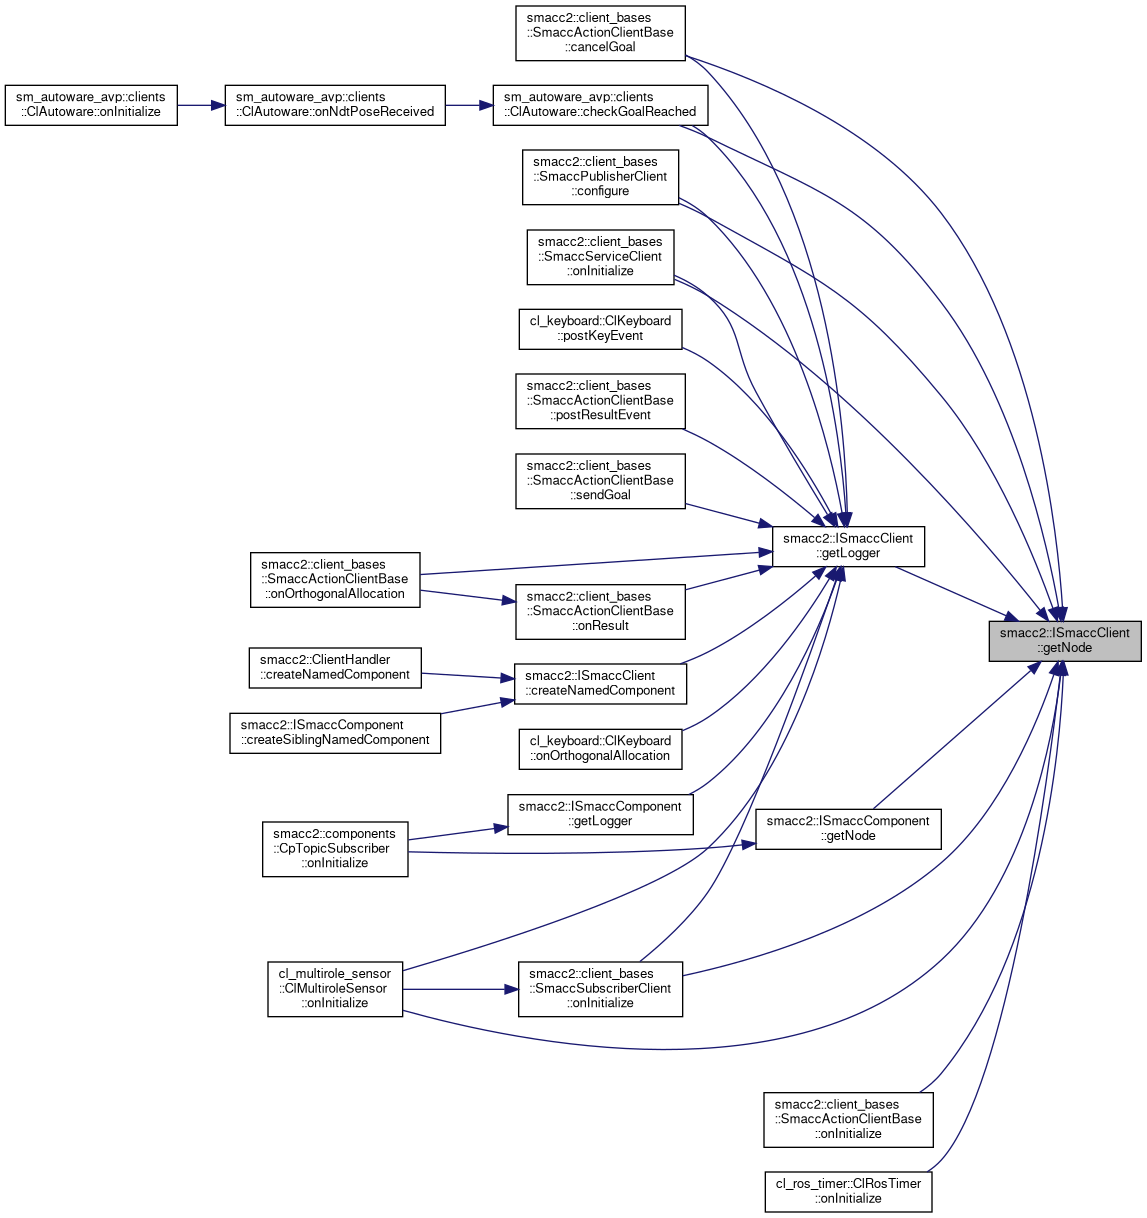 smacc2::client_bases
::SmaccActionClientBase
::cancelGoal
sm_autoware_avp::clients
::ClAutoware::onInitialize
sm_autoware_avp::clients
::ClAutoware::onNdtPoseReceived
sm_autoware_avp::clients
::ClAutoware::checkGoalReached
smacc2::client_bases
::SmaccPublisherClient
::configure
smacc2::client_bases
::SmaccServiceClient
::onInitialize
cl_keyboard::ClKeyboard
::postKeyEvent
smacc2::client_bases
::SmaccActionClientBase
::postResultEvent
smacc2::client_bases
::SmaccActionClientBase
::sendGoal
smacc2::ISmaccClient
::getLogger
smacc2::client_bases
::SmaccActionClientBase
::onOrthogonalAllocation
smacc2::client_bases
::SmaccActionClientBase
::onResult
smacc2::ISmaccClient
::getNode
smacc2::ClientHandler
::createNamedComponent
smacc2::ISmaccClient
::createNamedComponent
smacc2::ISmaccComponent
::createSiblingNamedComponent
cl_keyboard::ClKeyboard
::onOrthogonalAllocation
smacc2::ISmaccComponent
::getLogger
smacc2::ISmaccComponent
::getNode
smacc2::components
::CpTopicSubscriber
::onInitialize
cl_multirole_sensor
::ClMultiroleSensor
::onInitialize
smacc2::client_bases
::SmaccSubscriberClient
::onInitialize
smacc2::client_bases
::SmaccActionClientBase
::onInitialize
cl_ros_timer::ClRosTimer
::onInitialize